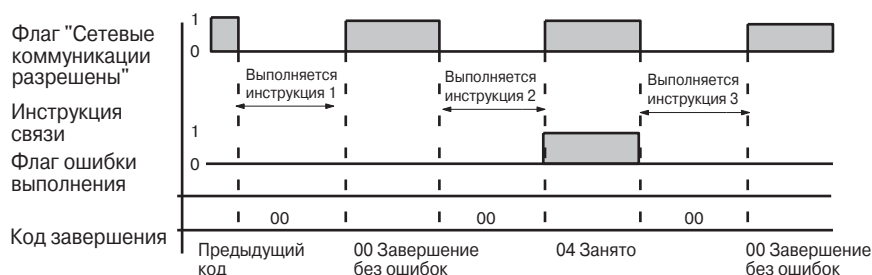 Флаг "Сетевые
коммуникации
разрешены"
1
0
Выполняется
инструкция 1
Выполняется
инструкция 2
Выполняется
инструкция 3
Инструкция
связи
Флаг ошибки
выполнения
1
0
Код завершения
00
00
00
Предыдущий
код
00 Завершение
без ошибок
04 Занято
00 Завершение
без ошибок